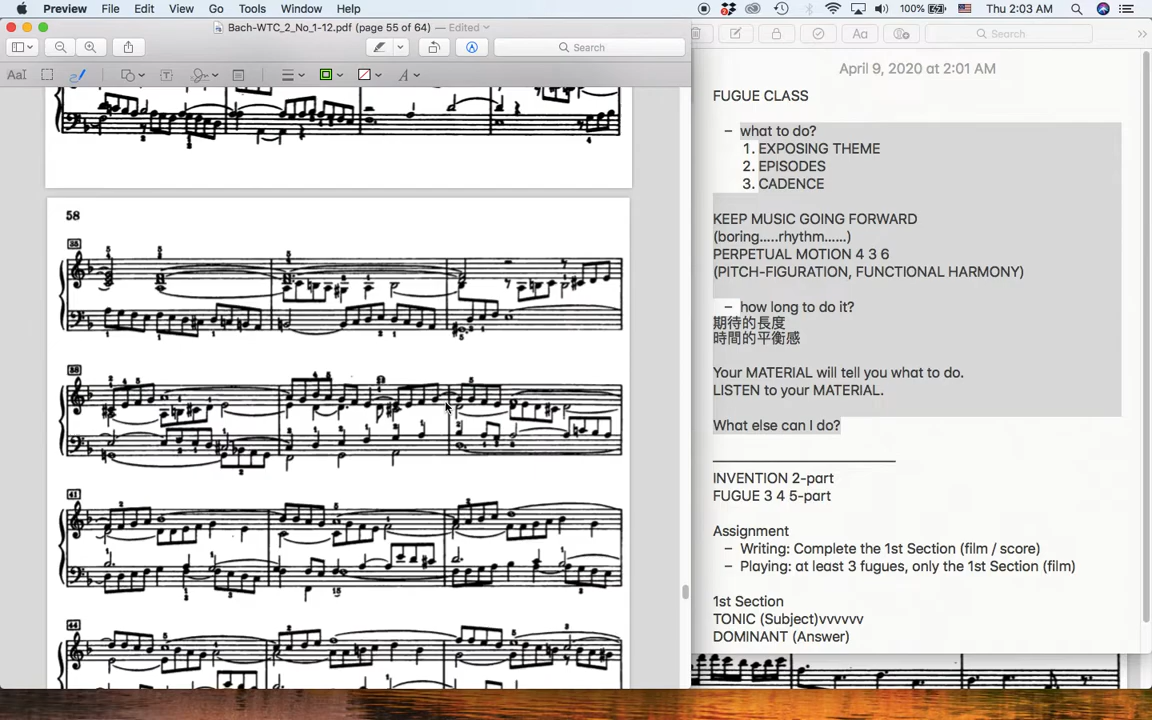 Preview File Edit View Go Tools Window Help 100% Thu 2:03 AM
Bach-WTC_2_No_1-12.pdf (page 55 of 64) — Edited
Search
58
35
38
41
44
Aa
Search
April 9, 2020 at 2:01 AM
FUGUE CLASS
– what to do?
1. EXPOSING THEME
2. EPISODES
3. CADENCE
KEEP MUSIC GOING FORWARD
(boring.....rhythm......)
PERPETUAL MOTION 4 3 6
(PITCH-FIGURATION, FUNCTIONAL HARMONY)
– how long to do it?
期待的長度
時間的平衡感
Your MATERIAL will tell you what to do.
LISTEN to your MATERIAL.
What else can I do?
INVENTION 2-part
FUGUE 3 4 5-part
Assignment
– Writing: Complete the 1st Section (film / score)
– Playing: at least 3 fugues, only the 1st Section (film)
1st Section
TONIC (Subject)vvvvvv
DOMINANT (Answer)